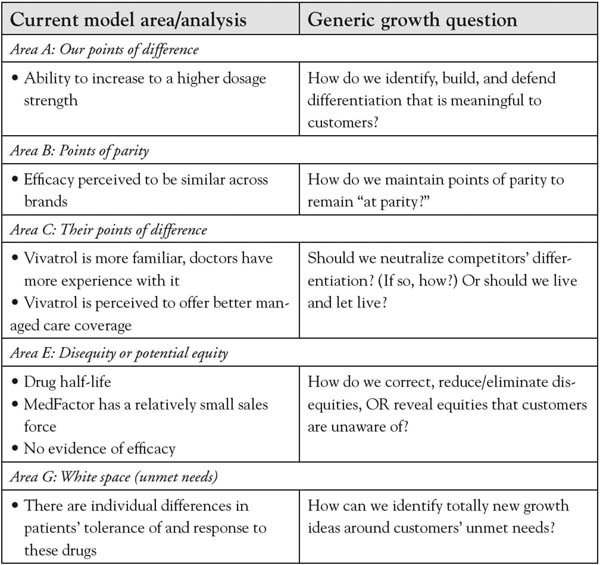 Current model area/analysis
Generic growth question
Area A: Our points of difference
• Ability to increase to a higher dosage
strength
How do we identify, build, and defend
differentiation that is meaningful to
customers?
Area B: Points of parity
• Efficacy perceived to be similar across
brands
How do we maintain points of parity to
remain “at parity?”
Area C: Their points of difference
• Vivatrol is more familiar, doctors have
more experience with it
• Vivatrol is perceived to offer better man-
aged care coverage
Should we neutralize competitors’ differ-
entiation? (If so, how?) Or should we live
and let live?
Area E: Disequity or potential equity
• Drug half-life
• MedFactor has a relatively small sales
force
• No evidence of efficacy
How do we correct, reduce/eliminate dis-
equities, OR reveal equities that customers
are unaware of?
Area G: White space (unmet needs)
• There are individual differences in
patients’ tolerance of and response to
these drugs
How can we identify totally new growth
ideas around customers’ unmet needs?